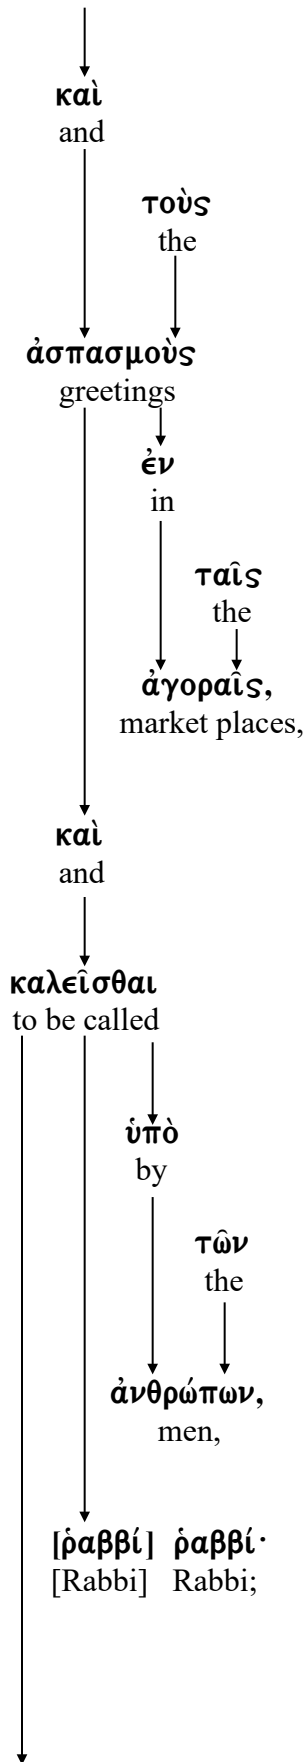 καὶ
and
τοὺς
the
ἀσπασμοὺς
greetings
ἐν
in
ταῖς
the
ἀγοραῖς,
market places,
καὶ
and
καλεῖσθαι
to be called
ὑπὸ
by
τῶν
the
ἀνθρώπων,
men,
[ῥαββί] ῥαββί·
[Rabbi] Rabbi;